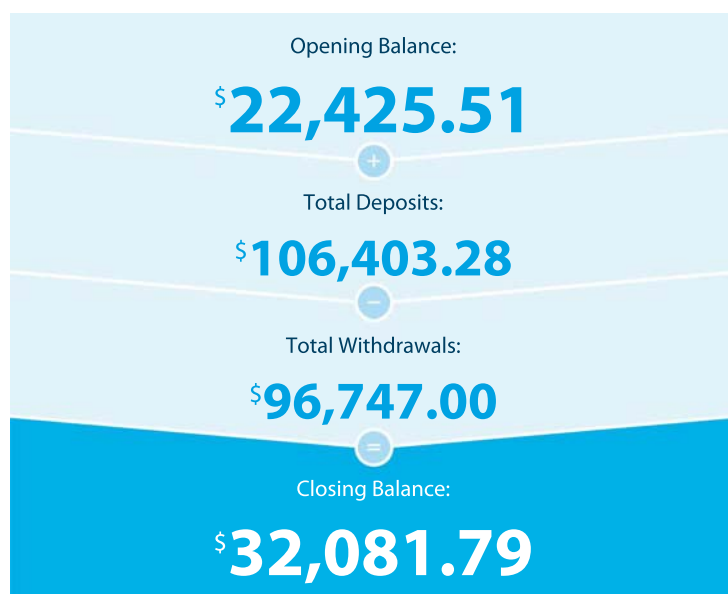 Opening Balance:
$22,425.51
+
Total Deposits:
$106,403.28
−
Total Withdrawals:
$96,747.00
=
Closing Balance:
$32,081.79